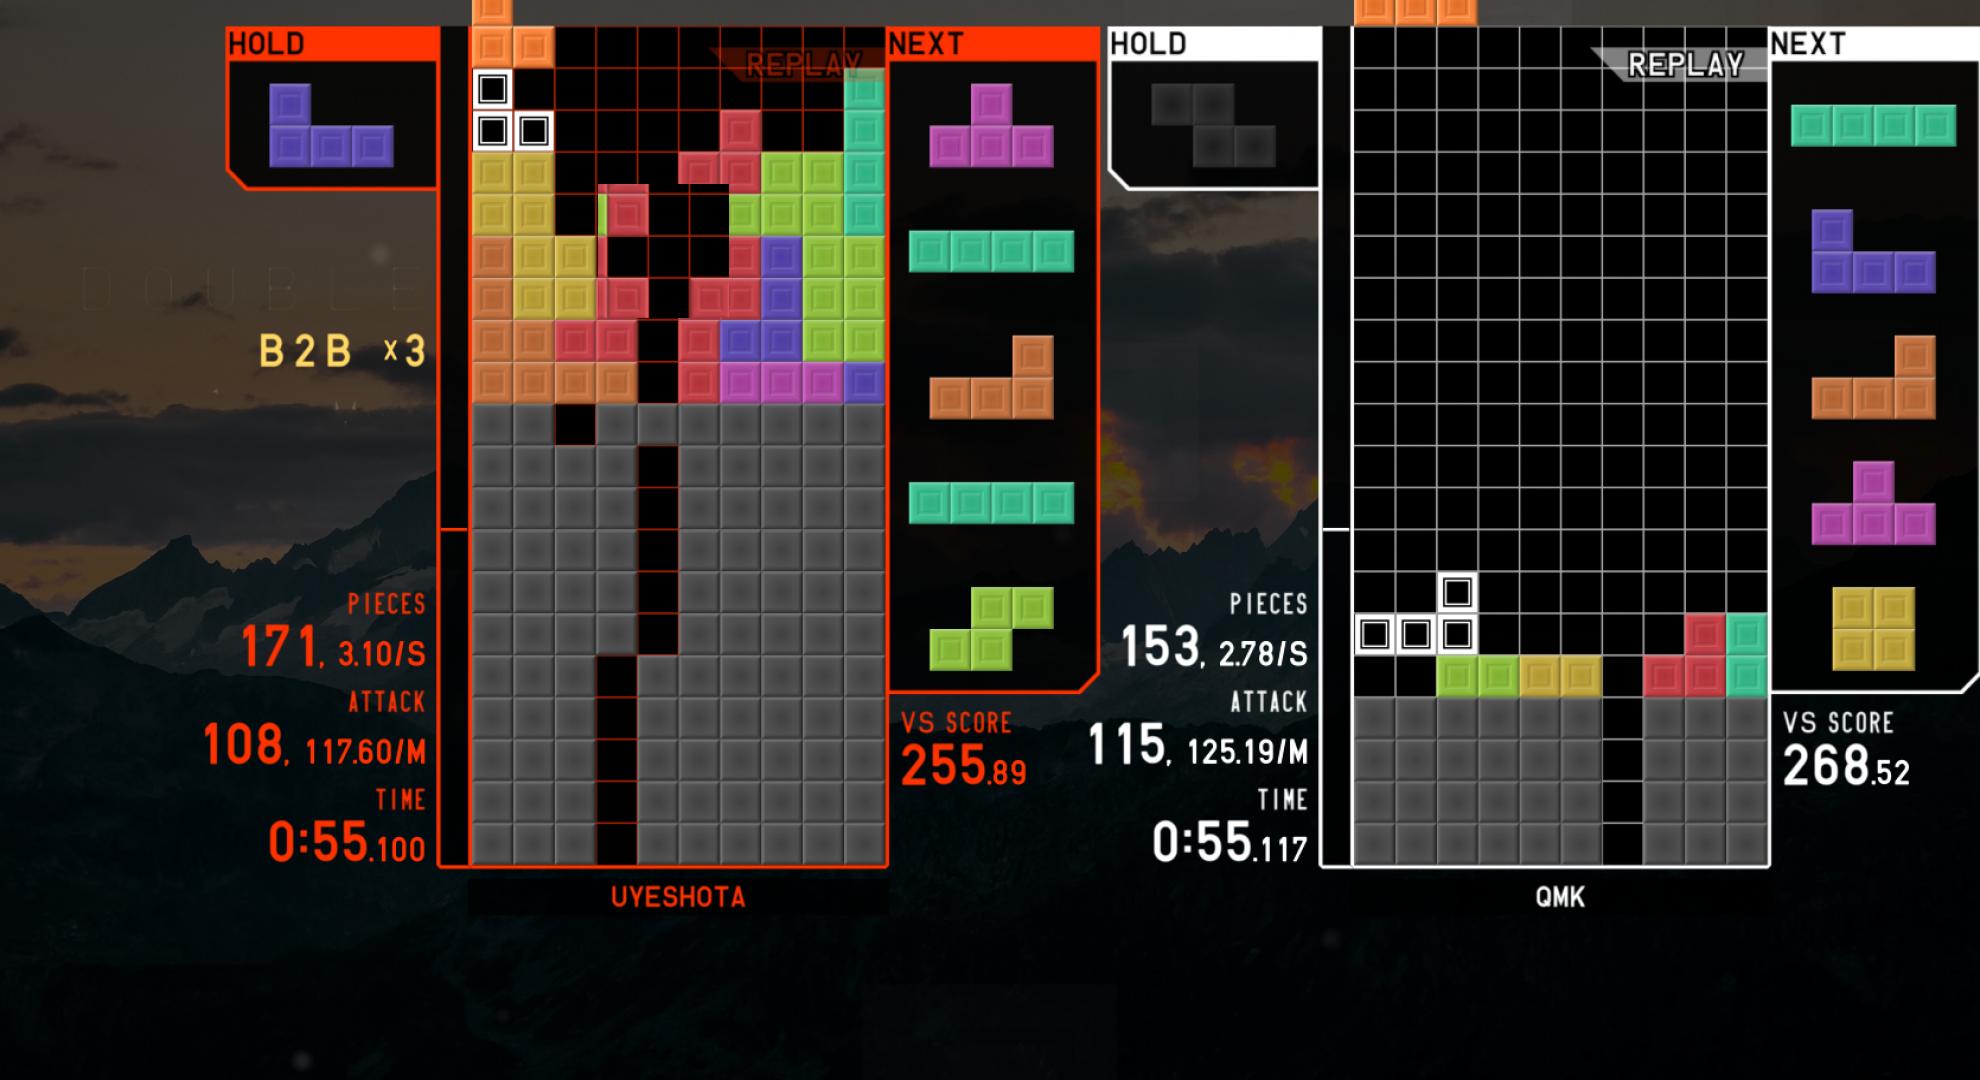 HOLD
NEXT
REPLAY
DOUBLE
B2B x3
PIECES
171, 3.10/S
ATTACK
108, 117.60/M
TIME
0:55.100
VS SCORE
255.89
UYESHOTA
HOLD
NEXT
REPLAY
PIECES
153, 2.78/S
ATTACK
115, 125.19/M
TIME
0:55.117
VS SCORE
268.52
QMK